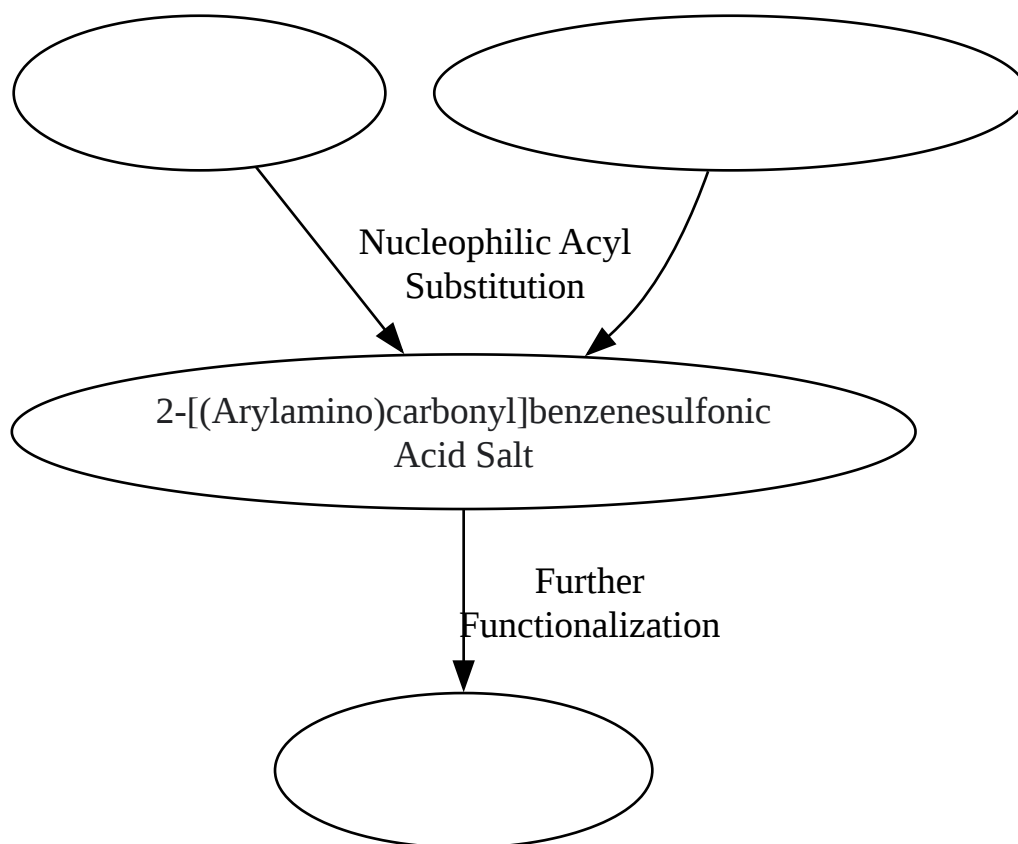 Nucleophilic Acyl
Substitution
2-[(Arylamino)carbonyl]benzenesulfonic
Acid Salt
Further
Functionalization